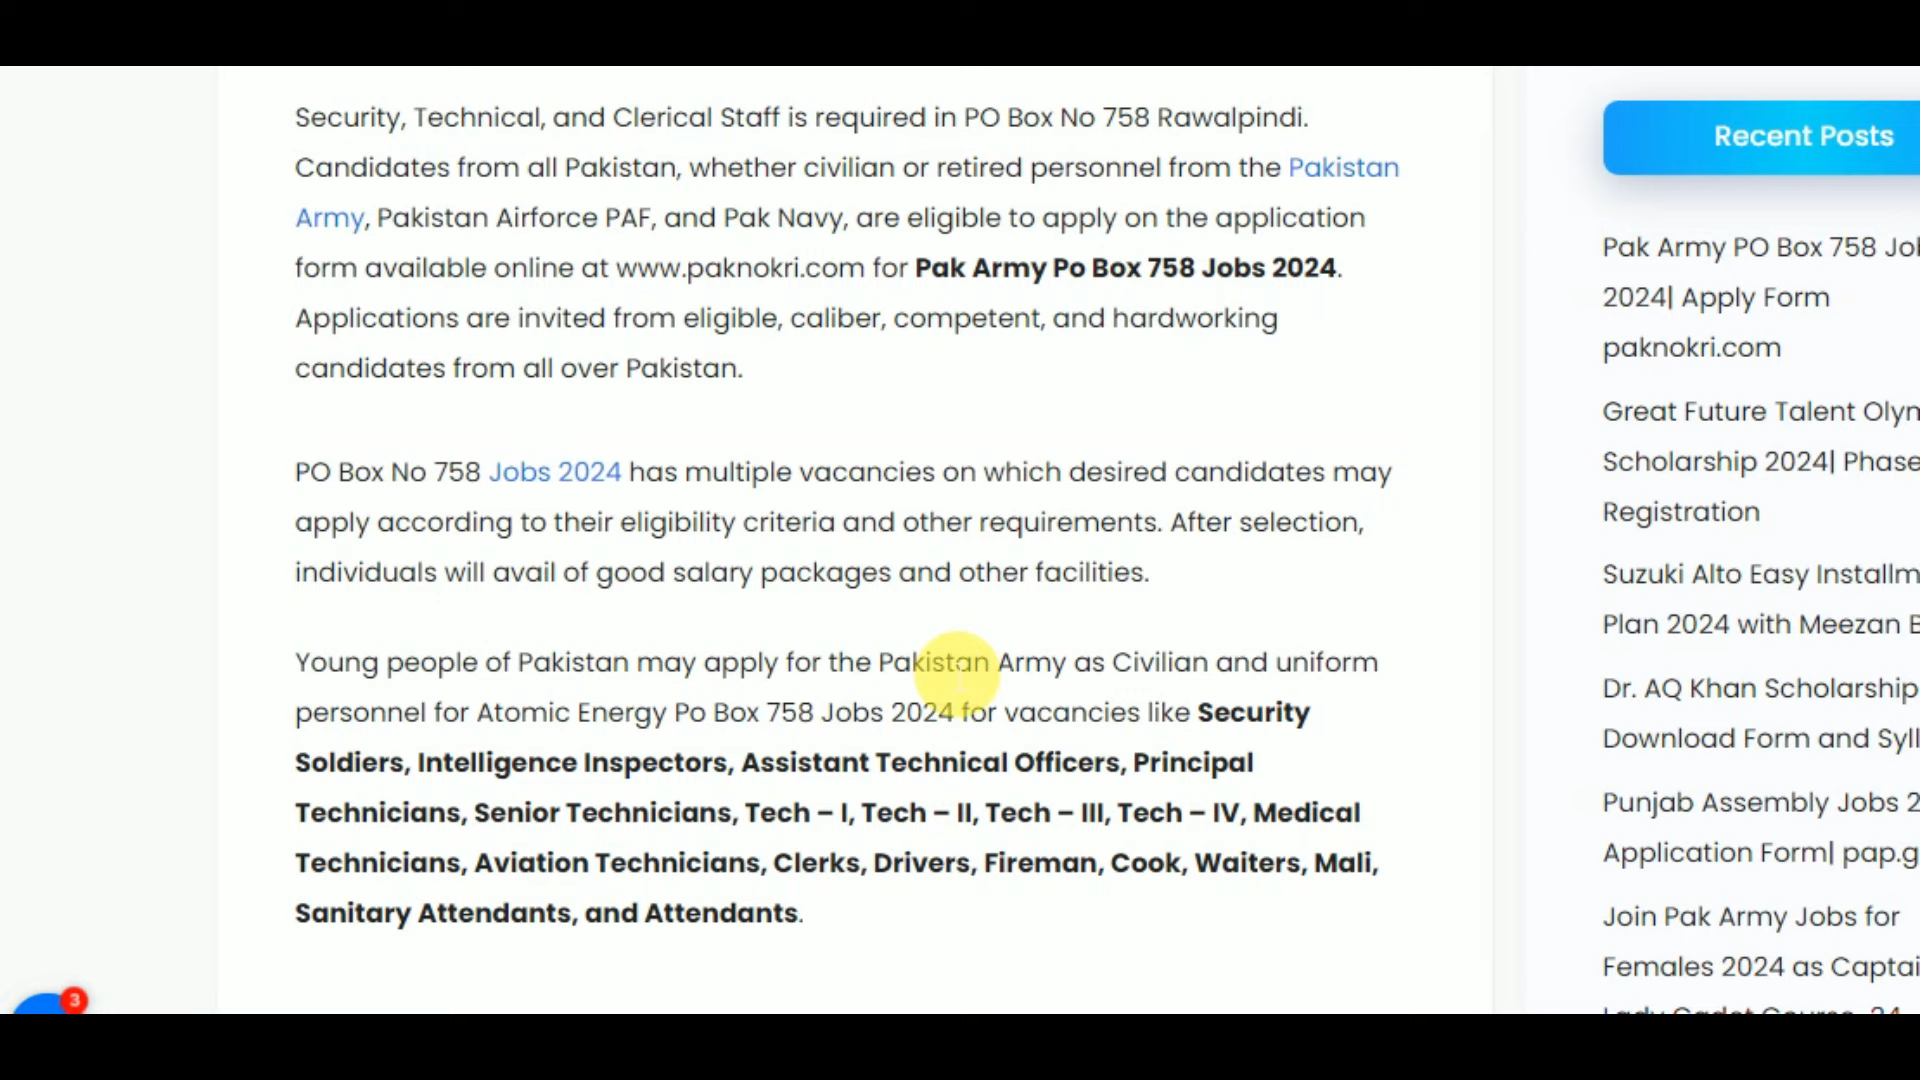 Security, Technical, and Clerical Staff is required in PO Box No 758 Rawalpindi.
Candidates from all Pakistan, whether civilian or retired personnel from the Pakistan
Army, Pakistan Airforce PAF, and Pak Navy, are eligible to apply on the application
form available online at www.paknokri.com for Pak Army Po Box 758 Jobs 2024.
Applications are invited from eligible, caliber, competent, and hardworking
candidates from all over Pakistan.
PO Box No 758 Jobs 2024 has multiple vacancies on which desired candidates may
apply according to their eligibility criteria and other requirements. After selection,
individuals will avail of good salary packages and other facilities.
Young people of Pakistan may apply for the Pakistan Army as Civilian and uniform
personnel for Atomic Energy Po Box 758 Jobs 2024 for vacancies like Security
Soldiers, Intelligence Inspectors, Assistant Technical Officers, Principal
Technicians, Senior Technicians, Tech – I, Tech – II, Tech – III, Tech – IV, Medical
Technicians, Aviation Technicians, Clerks, Drivers, Fireman, Cook, Waiters, Mali,
Sanitary Attendants, and Attendants.
3
Recent Posts
Pak Army PO Box 758
2024| Apply Form
paknokri.com
Great Future Talent
Scholarship 2024| Phase
Registration
Suzuki Alto Easy
Plan 2024 with Meezan
Dr. AQ Khan Scholarship
Download Form and
Punjab Assembly Jobs
Application Form|
Join Pak Army Jobs for
Females 2024 as